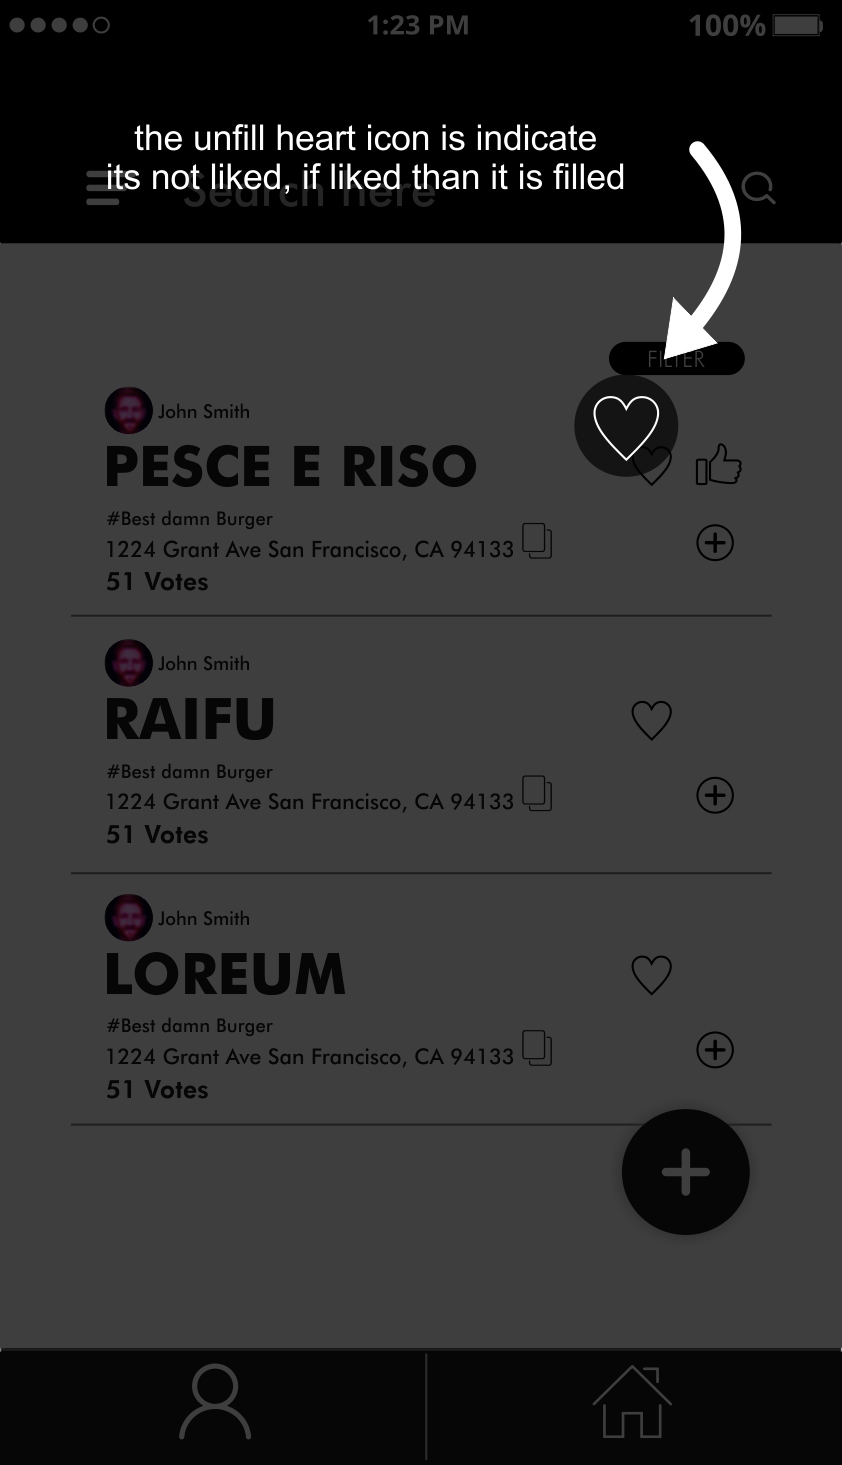 1:23 PM
100%
the unfill heart icon is indicate
its not liked, if liked than it is filled
Search here
FILTER
John Smith
PESCE E RISO
#Best damn Burger
1224 Grant Ave San Francisco, CA 94133
51 Votes
John Smith
RAIFU
#Best damn Burger
1224 Grant Ave San Francisco, CA 94133
51 Votes
John Smith
LOREUM
#Best damn Burger
1224 Grant Ave San Francisco, CA 94133
51 Votes